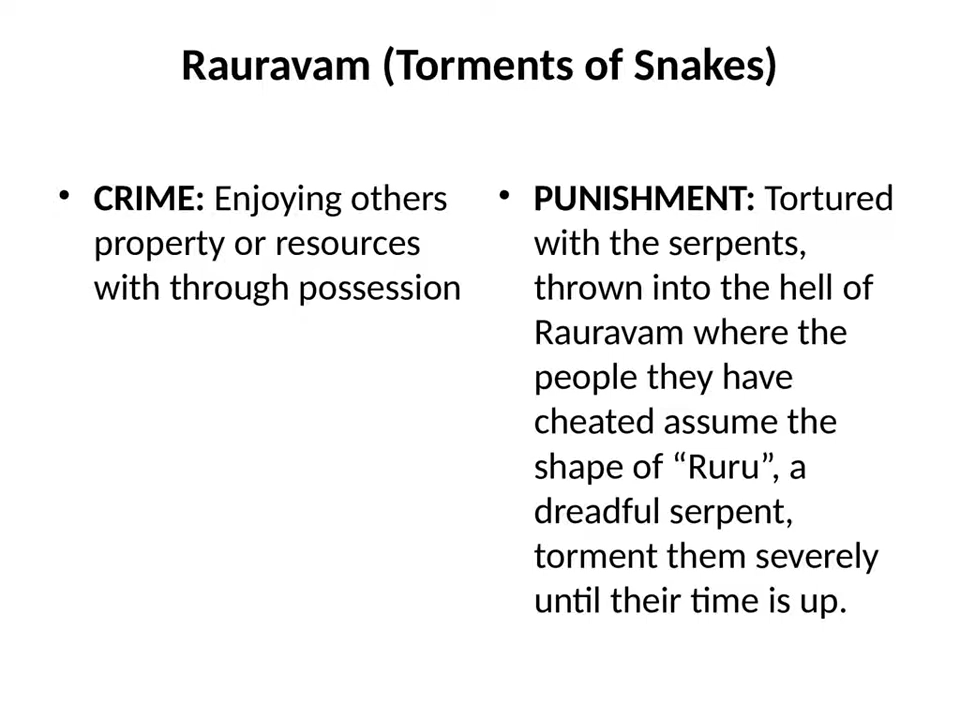 Rauravam (Torments of Snakes)
• CRIME: Enjoying others
property or resources
with through possession
• PUNISHMENT: Tortured
with the serpents,
thrown into the hell of
Rauravam where the
people they have
cheated assume the
shape of “Ruru”, a
dreadful serpent,
torment them severely
until their time is up.